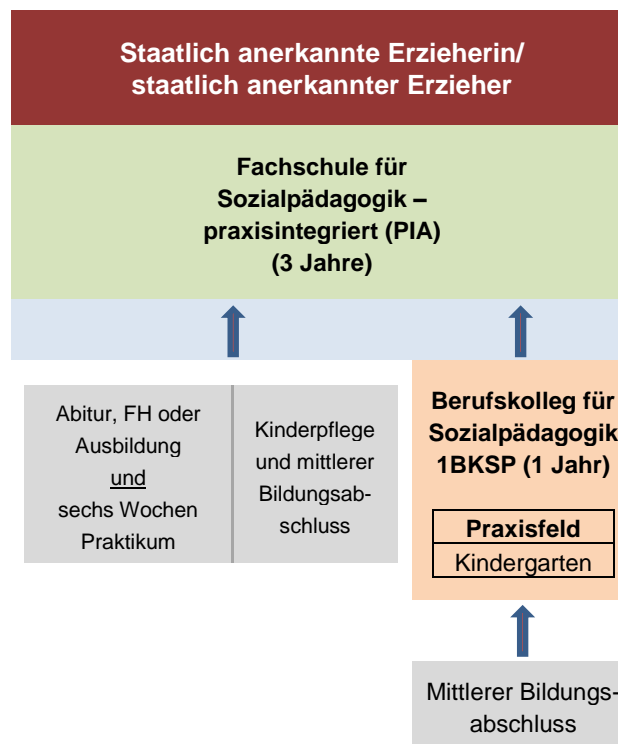 Staatlich anerkannte Erzieherin/
staatlich anerkannter Erzieher
Fachschule für
Sozialpädagogik –
praxisintegriert (PIA)
(3 Jahre)
Abitur, FH oder
Ausbildung
und
sechs Wochen
Praktikum
Kinderpflege
und mittlerer
Bildungsab-
schluss
Berufskolleg für
Sozialpädagogik
1BKSP (1 Jahr)
Praxisfeld
Kindergarten
Mittlerer Bildungs-
abschluss